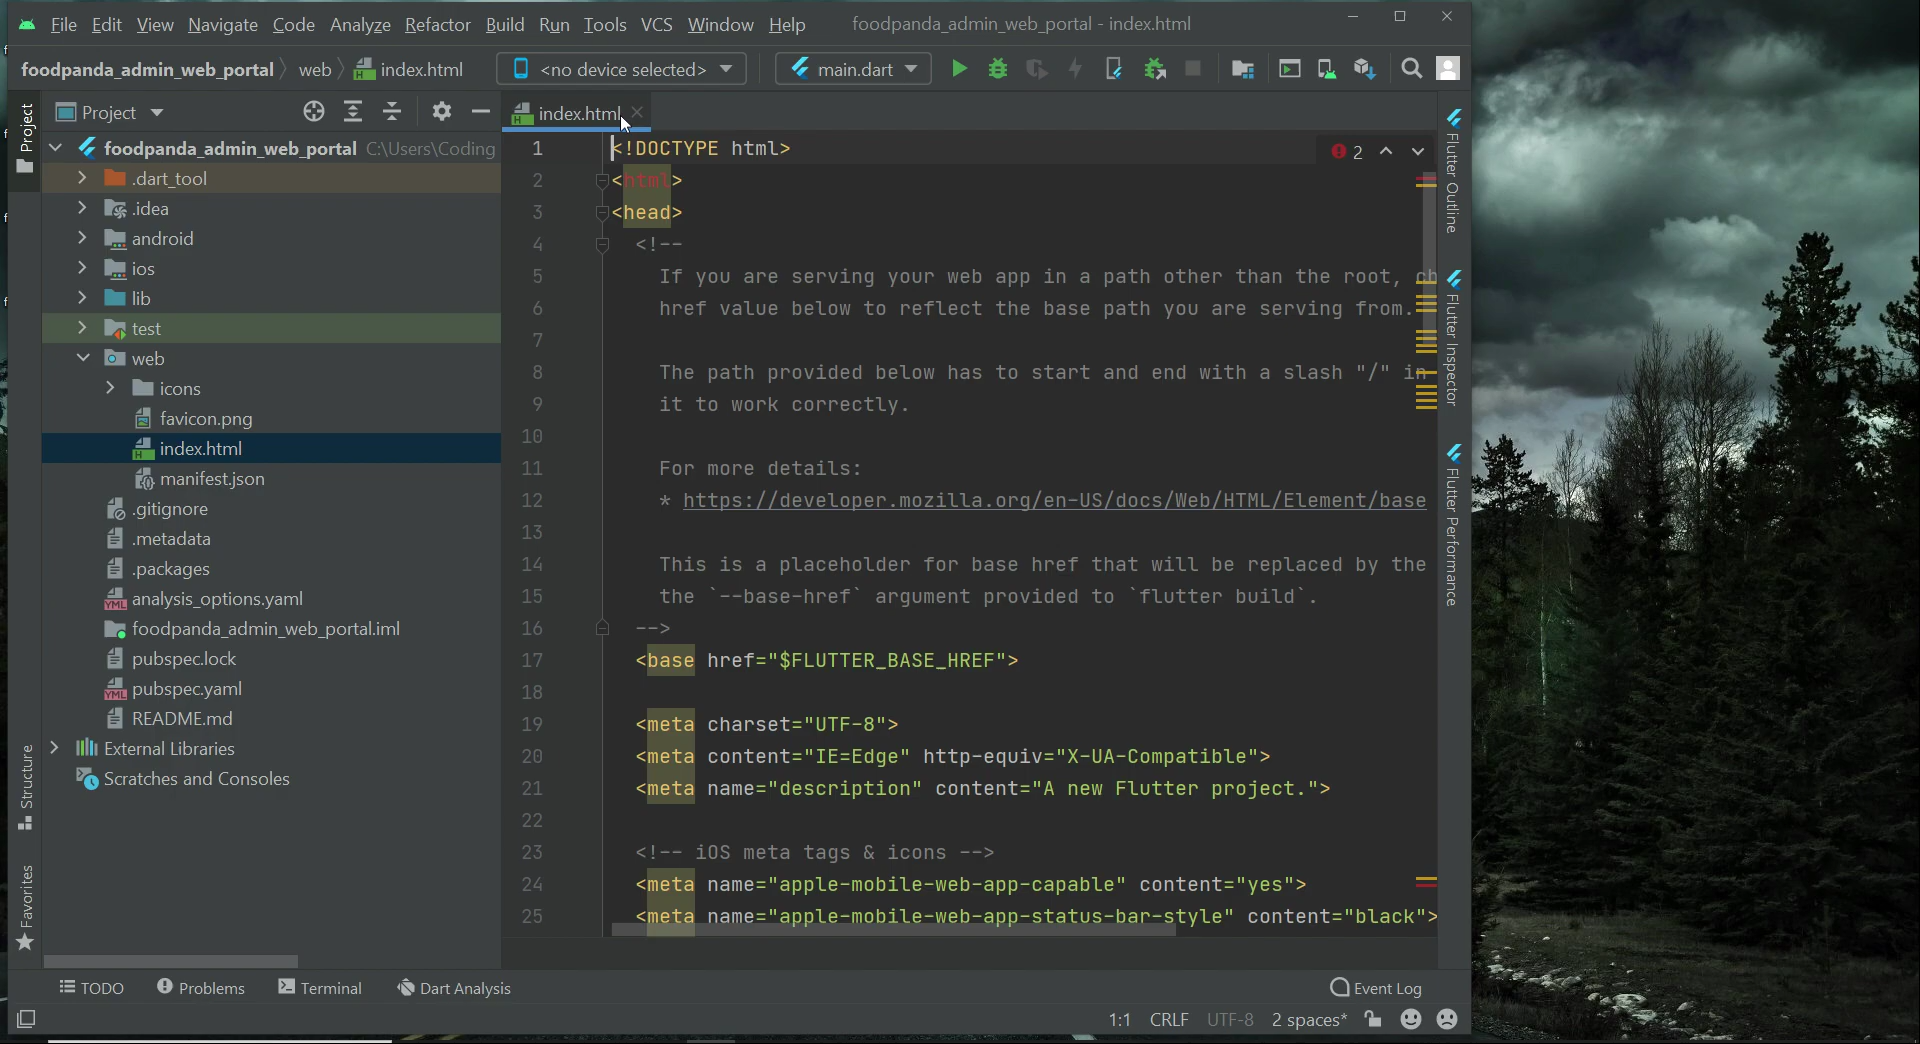 File Edit View Navigate Code Analyze Refactor Build Run Tools VCS Window Help foodpanda_admin_web_portal - index.html
foodpanda_admin_web_portal web index.html <no device selected> main.dart
Project index.html
Project
foodpanda_admin_web_portal C:\Users\Coding
.dart_tool
.idea
android
ios
lib
test
web
icons
favicon.png
index.html
manifest.json
.gitignore
.metadata
.packages
analysis_options.yaml
foodpanda_admin_web_portal.iml
pubspec.lock
pubspec.yaml
README.md
External Libraries
Scratches and Consoles
Structure
Favorites
1 <!DOCTYPE html> 2
2 <html>
3 <head>
4 <!--
5 If you are serving your web app in a path other than the root, ch
6 href value below to reflect the base path you are serving from.
7
8 The path provided below has to start and end with a slash "/" in
9 it to work correctly.
10
11 For more details:
12 * https://developer.mozilla.org/en-US/docs/Web/HTML/Element/base
13
14 This is a placeholder for base href that will be replaced by the
15 the `--base-href` argument provided to `flutter build`.
16 -->
17 <base href="$FLUTTER_BASE_HREF">
18
19 <meta charset="UTF-8">
20 <meta content="IE=Edge" http-equiv="X-UA-Compatible">
21 <meta name="description" content="A new Flutter project.">
22
23 <!-- iOS meta tags & icons -->
24 <meta name="apple-mobile-web-app-capable" content="yes">
25 <meta name="apple-mobile-web-app-status-bar-style" content="black">
Flutter Outline
Flutter Inspector
Flutter Performance
TODO Problems Terminal Dart Analysis Event Log
1:1 CRLF UTF-8 2 spaces*